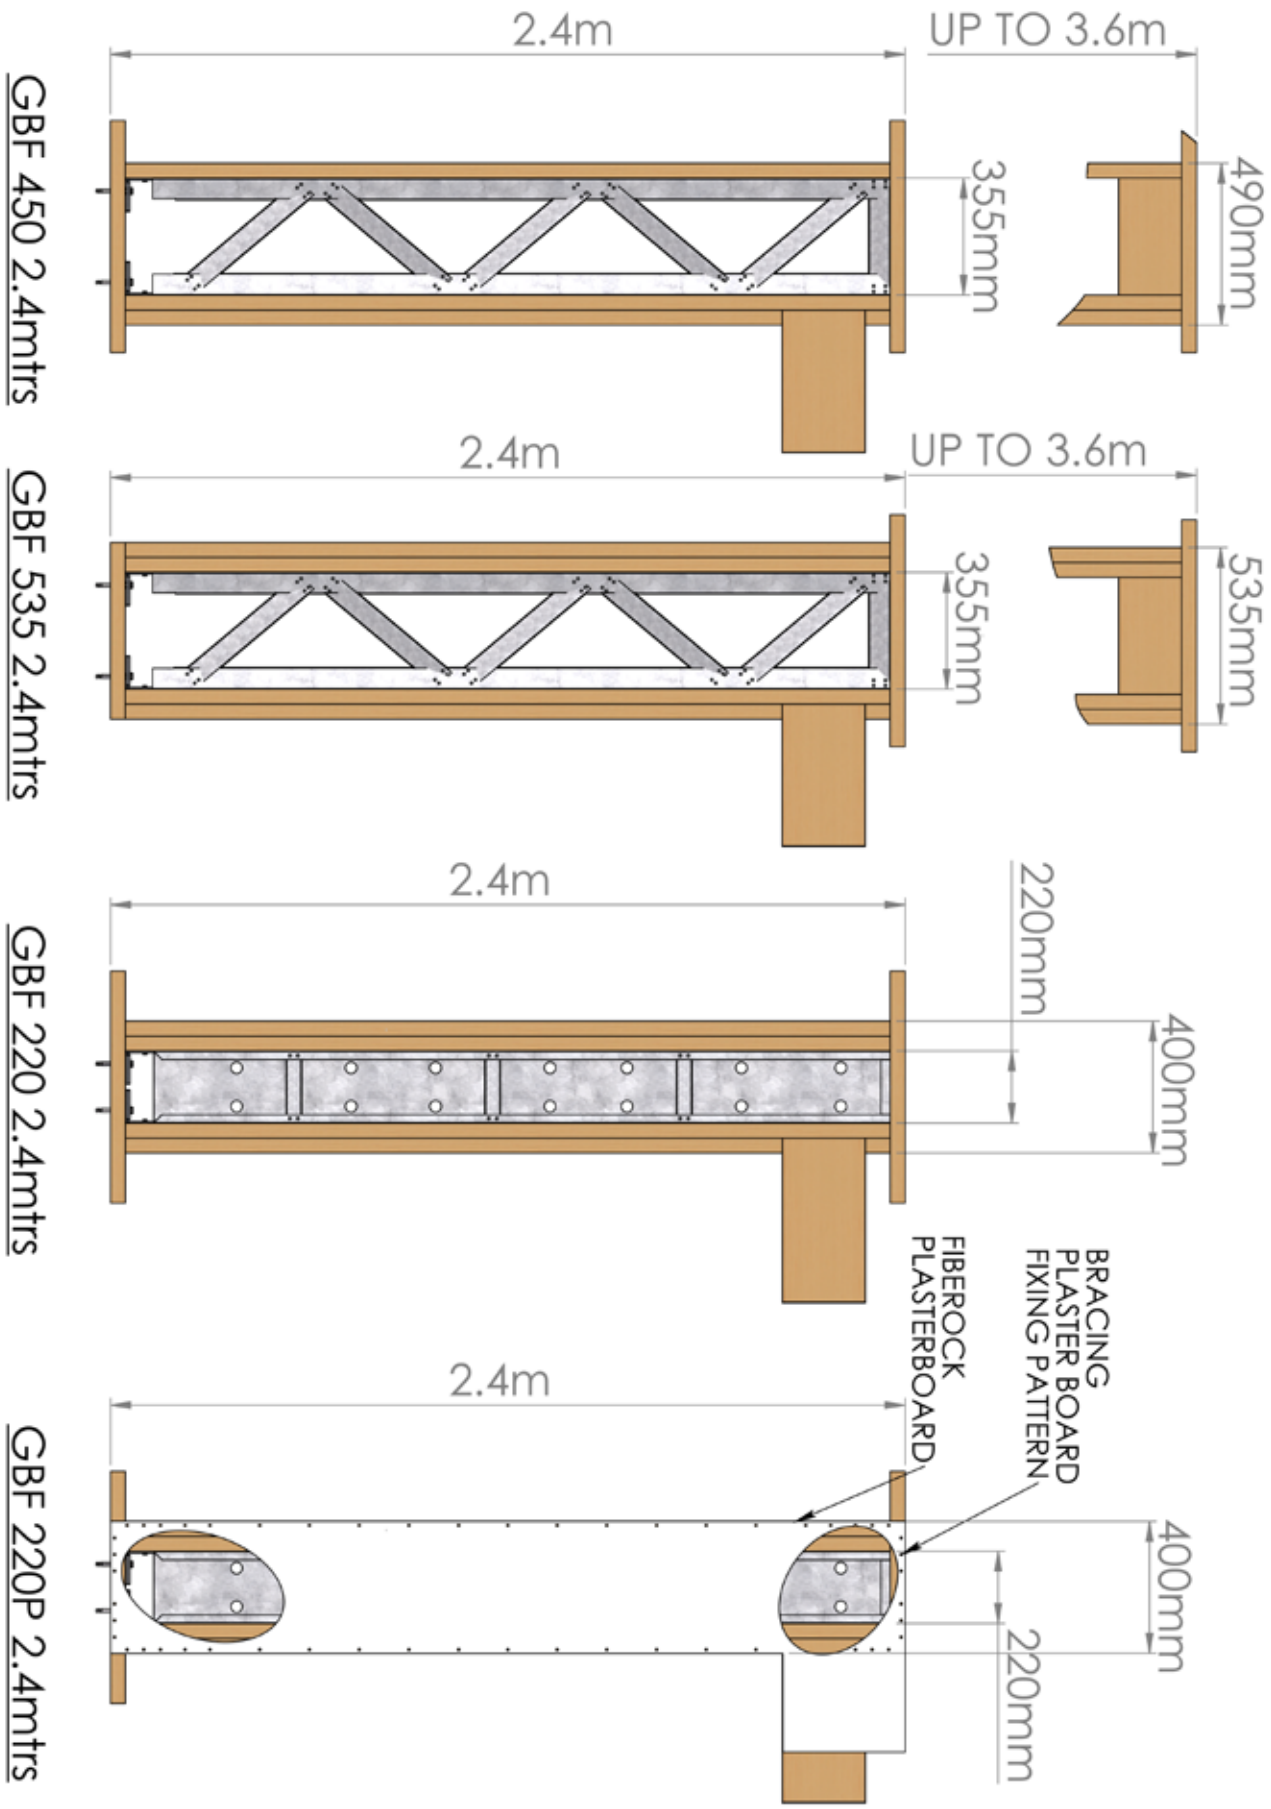 2.4m
UP TO 3.6m
490mm
355mm
GBF 450 2.4mtrs
2.4m
UP TO 3.6m
535mm
355mm
GBF 535 2.4mtrs
2.4m
220mm
400mm
GBF 220 2.4mtrs
BRACING
PLASTER BOARD
FIXING PATTERN
FIBEROCK
PLASTERBOARD
2.4m
400mm
220mm
GBF 220P 2.4mtrs